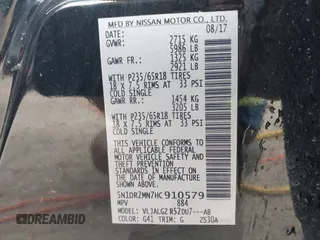 MFD BY NISSAN MOTOR CO., LTD.
DATE: 08/17
GVWR: 2715 KG
5986 LB
GAWR FR: 1325 KG
2921 LB
WITH P235/65R18 TIRES
18 X 7.5 RIMS AT 33 PSI
COLD SINGLE
GAWR RR: 1454 KG
3205 LB
WITH P235/65R18 TIRES
18 X 7.5 RIMS AT 33 PSI
COLD SINGLE
THIS VEHICLE CONFORMS TO ALL
APPLICABLE FEDERAL MOTOR
VEHICLE SAFETY AND THEFT
PREVENTION STANDARDS
IN EFFECT ON THE DATE OF
MANUFACTURE SHOWN ABOVE.
5N1DR2MN7HC910579
MPV 884
MODEL: VL3ALGZ R52DU7---AB
COLOR: G41 TRIM: G ZS30A